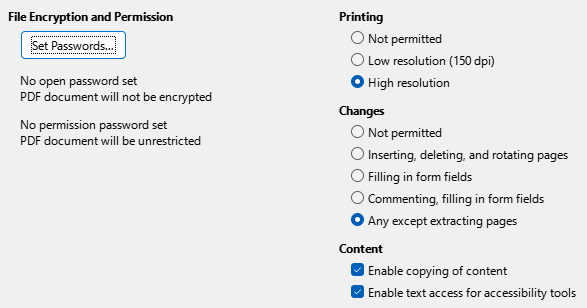 File Encryption and Permission
Set Passwords...
No open password set
PDF document will not be encrypted
No permission password set
PDF document will be unrestricted
Printing
Not permitted
Low resolution (150 dpi)
High resolution
Changes
Not permitted
Inserting, deleting, and rotating pages
Filling in form fields
Commenting, filling in form fields
Any except extracting pages
Content
Enable copying of content
Enable text access for accessibility tools